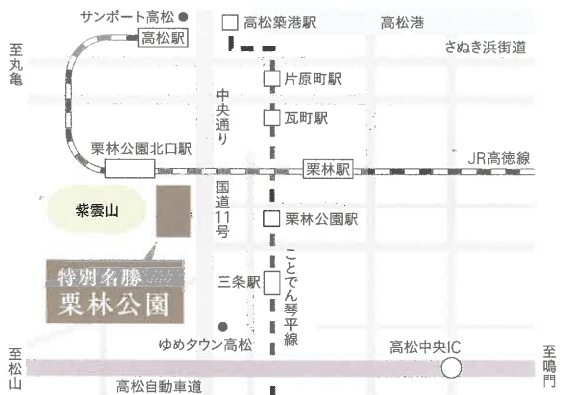 サンポート高松
高松築港駅
高松港
高松駅
さぬき浜街道
至丸亀
片原町駅
中央通り
瓦町駅
栗林公園北口駅
JR高徳線
栗林駅
紫雲山
国道11号
栗林公園駅
ことでん琴平線
特別名勝
栗林公園
三条駅
ゆめタウン高松
高松中央IC
至松山
至鳴門
高松自動車道